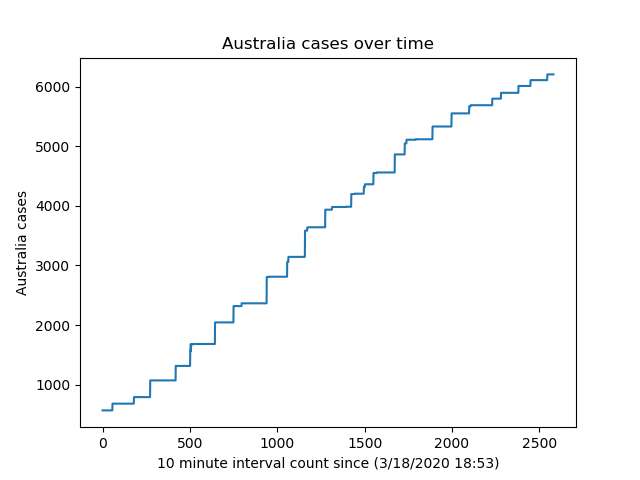 Australia cases over time
6000
5000
4000
3000
2000
1000
Australia cases
0 500 1000 1500 2000 2500
10 minute interval count since (3/18/2020 18:53)